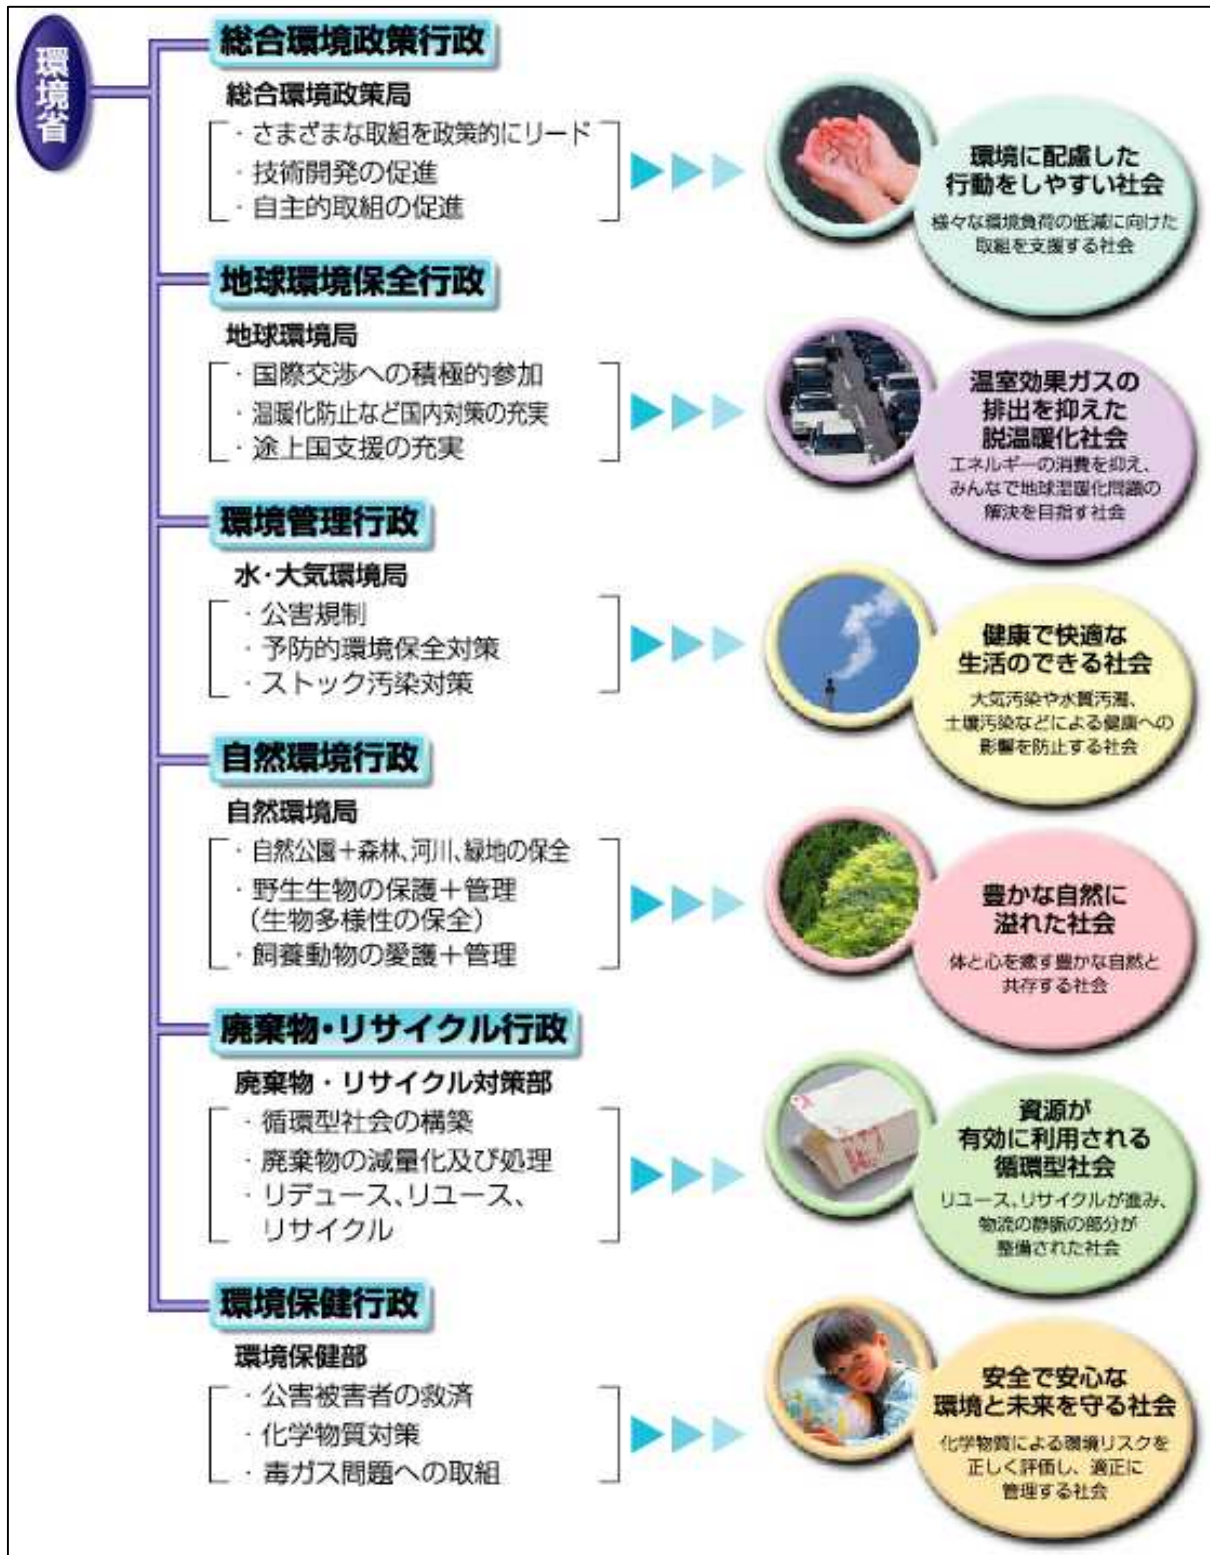 環境省
総合環境政策行政
総合環境政策局
・さまざまな取組を政策的にリード
・技術開発の促進
・自主的取組の促進
環境に配慮した
行動をしやすい社会
様々な環境負荷の低減に向けた
取組を支援する社会
地球環境保全行政
地球環境局
・国際交渉への積極的参加
・温暖化防止など国内対策の充実
・途上国支援の充実
温室効果ガスの
排出を抑えた
脱温暖化社会
エネルギーの消費を抑え、
みんなで地球温暖化問題の
解決を目指す社会
環境管理行政
水・大気環境局
・公害規制
・予防的環境保全対策
・ストック汚染対策
健康で快適な
生活のできる社会
大気汚染や水質汚濁、
土壌汚染などによる健康への
影響を防止する社会
自然環境行政
自然環境局
・自然公園＋森林、河川、緑地の保全
・野生生物の保護＋管理
(生物多様性の保全)
・飼養動物の愛護＋管理
豊かな自然に
溢れた社会
体と心を癒す豊かな自然と
共存する社会
廃棄物・リサイクル行政
廃棄物・リサイクル対策部
・循環型社会の構築
・廃棄物の減量化及び処理
・リデュース、リユース、
リサイクル
資源が
有効に利用される
循環型社会
リユース、リサイクルが進み、
物流の静脈の部分が
整備された社会
環境保健行政
環境保健部
・公害被害者の救済
・化学物質対策
・毒ガス問題への取組
安全で安心な
環境と未来を守る社会
化学物質による環境リスクを
正しく評価し、適正に
管理する社会